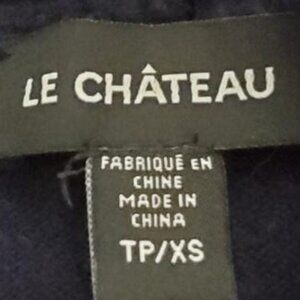 LE CHÂTEAU
FABRIQUÉ EN
CHINE
MADE IN
CHINA
TP/XS